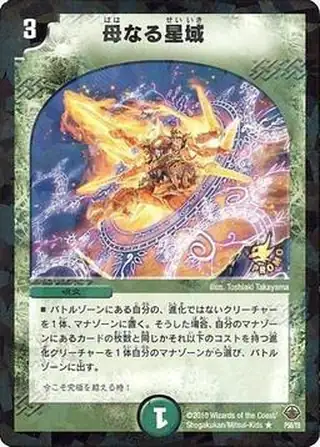 3
ばは せいいき
母なる星域
PROMO
Illus. Toshiaki Takayama
呪文
■ バトルゾーンにある自分の、進化ではないクリーチャー
を1体、マナゾーンに置く。そうした場合、自分のマナゾー
ンにあるカードの枚数と同じかそれ以下のコストを持つ進
化クリーチャーを1体自分のマナゾーンから選び、バトルゾ
ーンに出す。
今こそ究極を超える時!
1
©2010 Wizards of the Coast/
Shogakukan/Mitsui-Kids ★